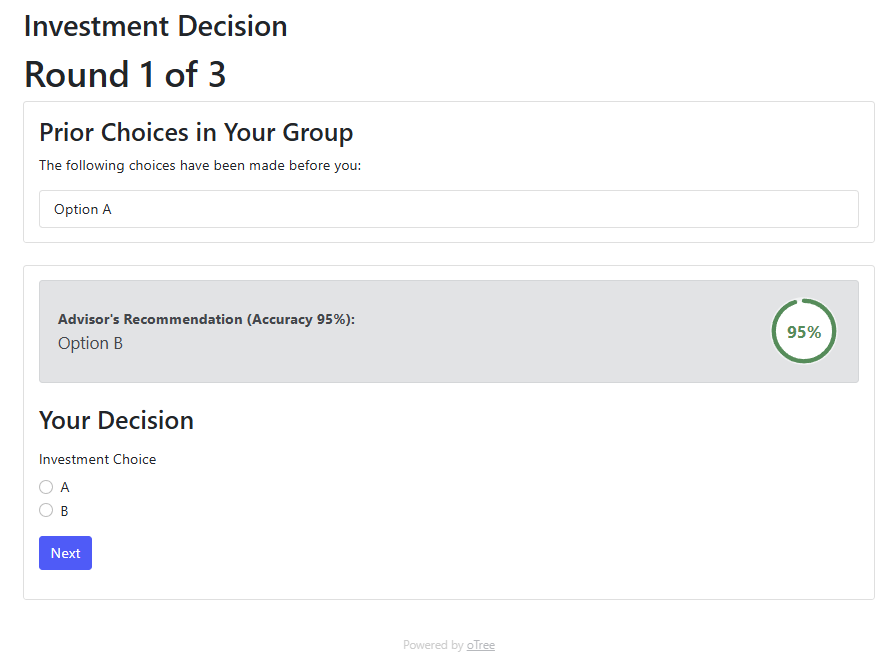 Investment Decision
Round 1 of 3
Prior Choices in Your Group
The following choices have been made before you:
Option A
Advisor's Recommendation (Accuracy 95%):
Option B
95%
Your Decision
Investment Choice
A
B
Next
Powered by oTree